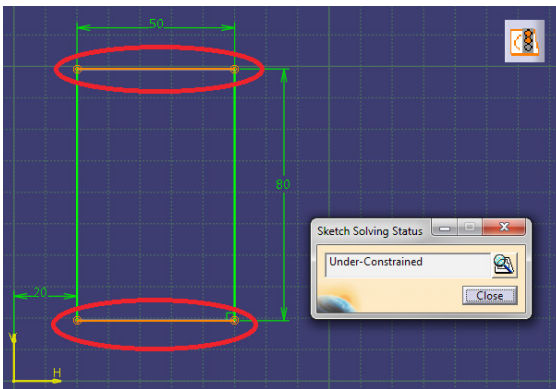 50
80
Sketch Solving Status
Under-Constrained
Close
20
V
H